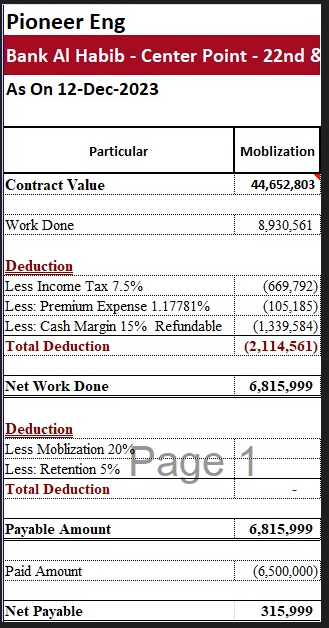 Pioneer Eng
Bank Al Habib - Center Point - 22nd &
As On 12-Dec-2023
Particular Moblization
Contract Value 44,652,803
Work Done 8,930,561
Deduction
Less Income Tax 7.5% (669,792)
Less: Premium Expense 1.17781% (105,185)
Less: Cash Margin 15% Refundable (1,339,584)
Total Deduction (2,114,561)
Net Work Done 6,815,999
Deduction
Less Moblization 20%
Less: Retention 5%
Page 1
Total Deduction -
Payable Amount 6,815,999
Paid Amount (6,500,000)
Net Payable 315,999